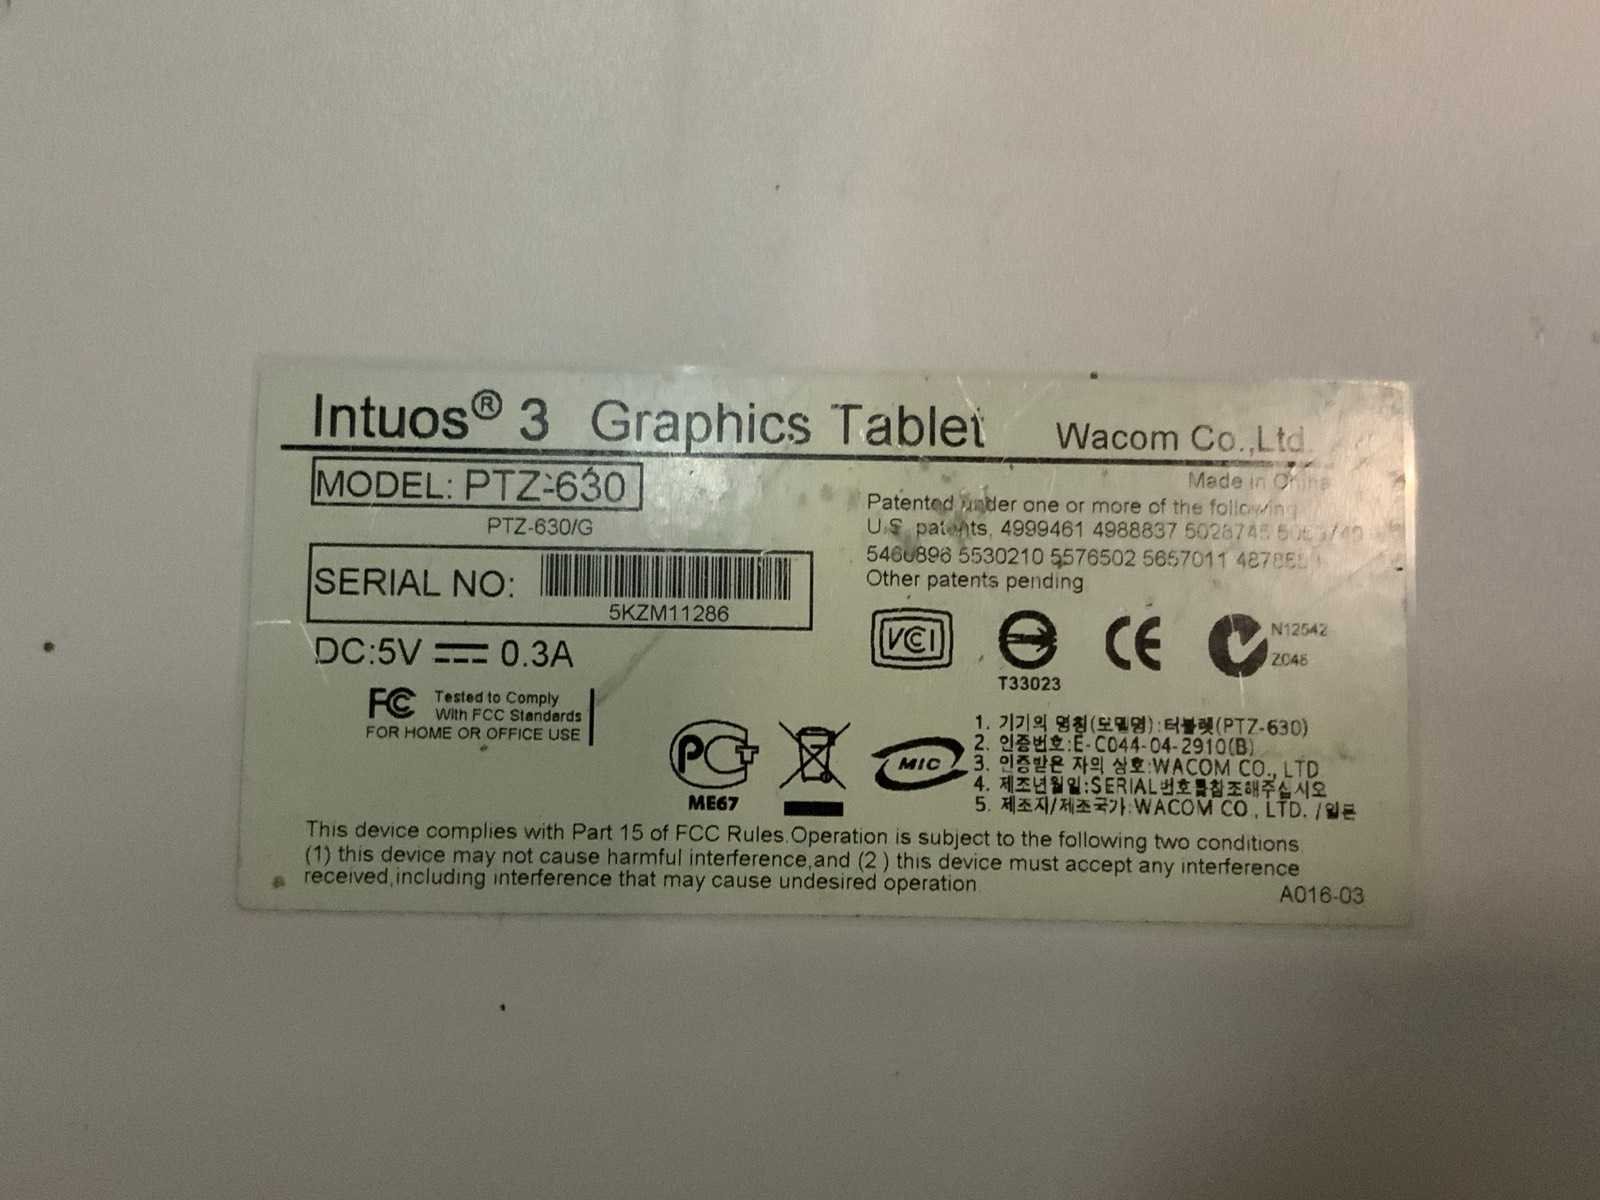 Intuos® 3 Graphics Tablet Wacom Co.,Ltd.
Made in China
MODEL: PTZ-630
PTZ-630/G
SERIAL NO:
5KZM11286
DC:5V 0.3A
FC Tested to Comply
With FCC Standards
FOR HOME OR OFFICE USE
Patented under one or more of the following
U.S. patents, 4999461 4988837 5028745
5466896 5530210 5576502 5657011
Other patents pending
VCI
T33023
CE
N12542
Z048
PCT
ME67
MIC
1. 기기의 명칭(모델명):터블렛(PTZ-630)
2. 인증번호:E-C044-04-2910(B)
3. 인증받은 자의 상호:WACOM CO., LTD
4. 제조년월일:SERIAL번호를참조해주십시오
5. 제조자/제조국가:WACOM CO., LTD. /일본
This device complies with Part 15 of FCC Rules.Operation is subject to the following two conditions.
(1) this device may not cause harmful interference,and (2 ) this device must accept any interference
received,including interference that may cause undesired operation.
A016-03